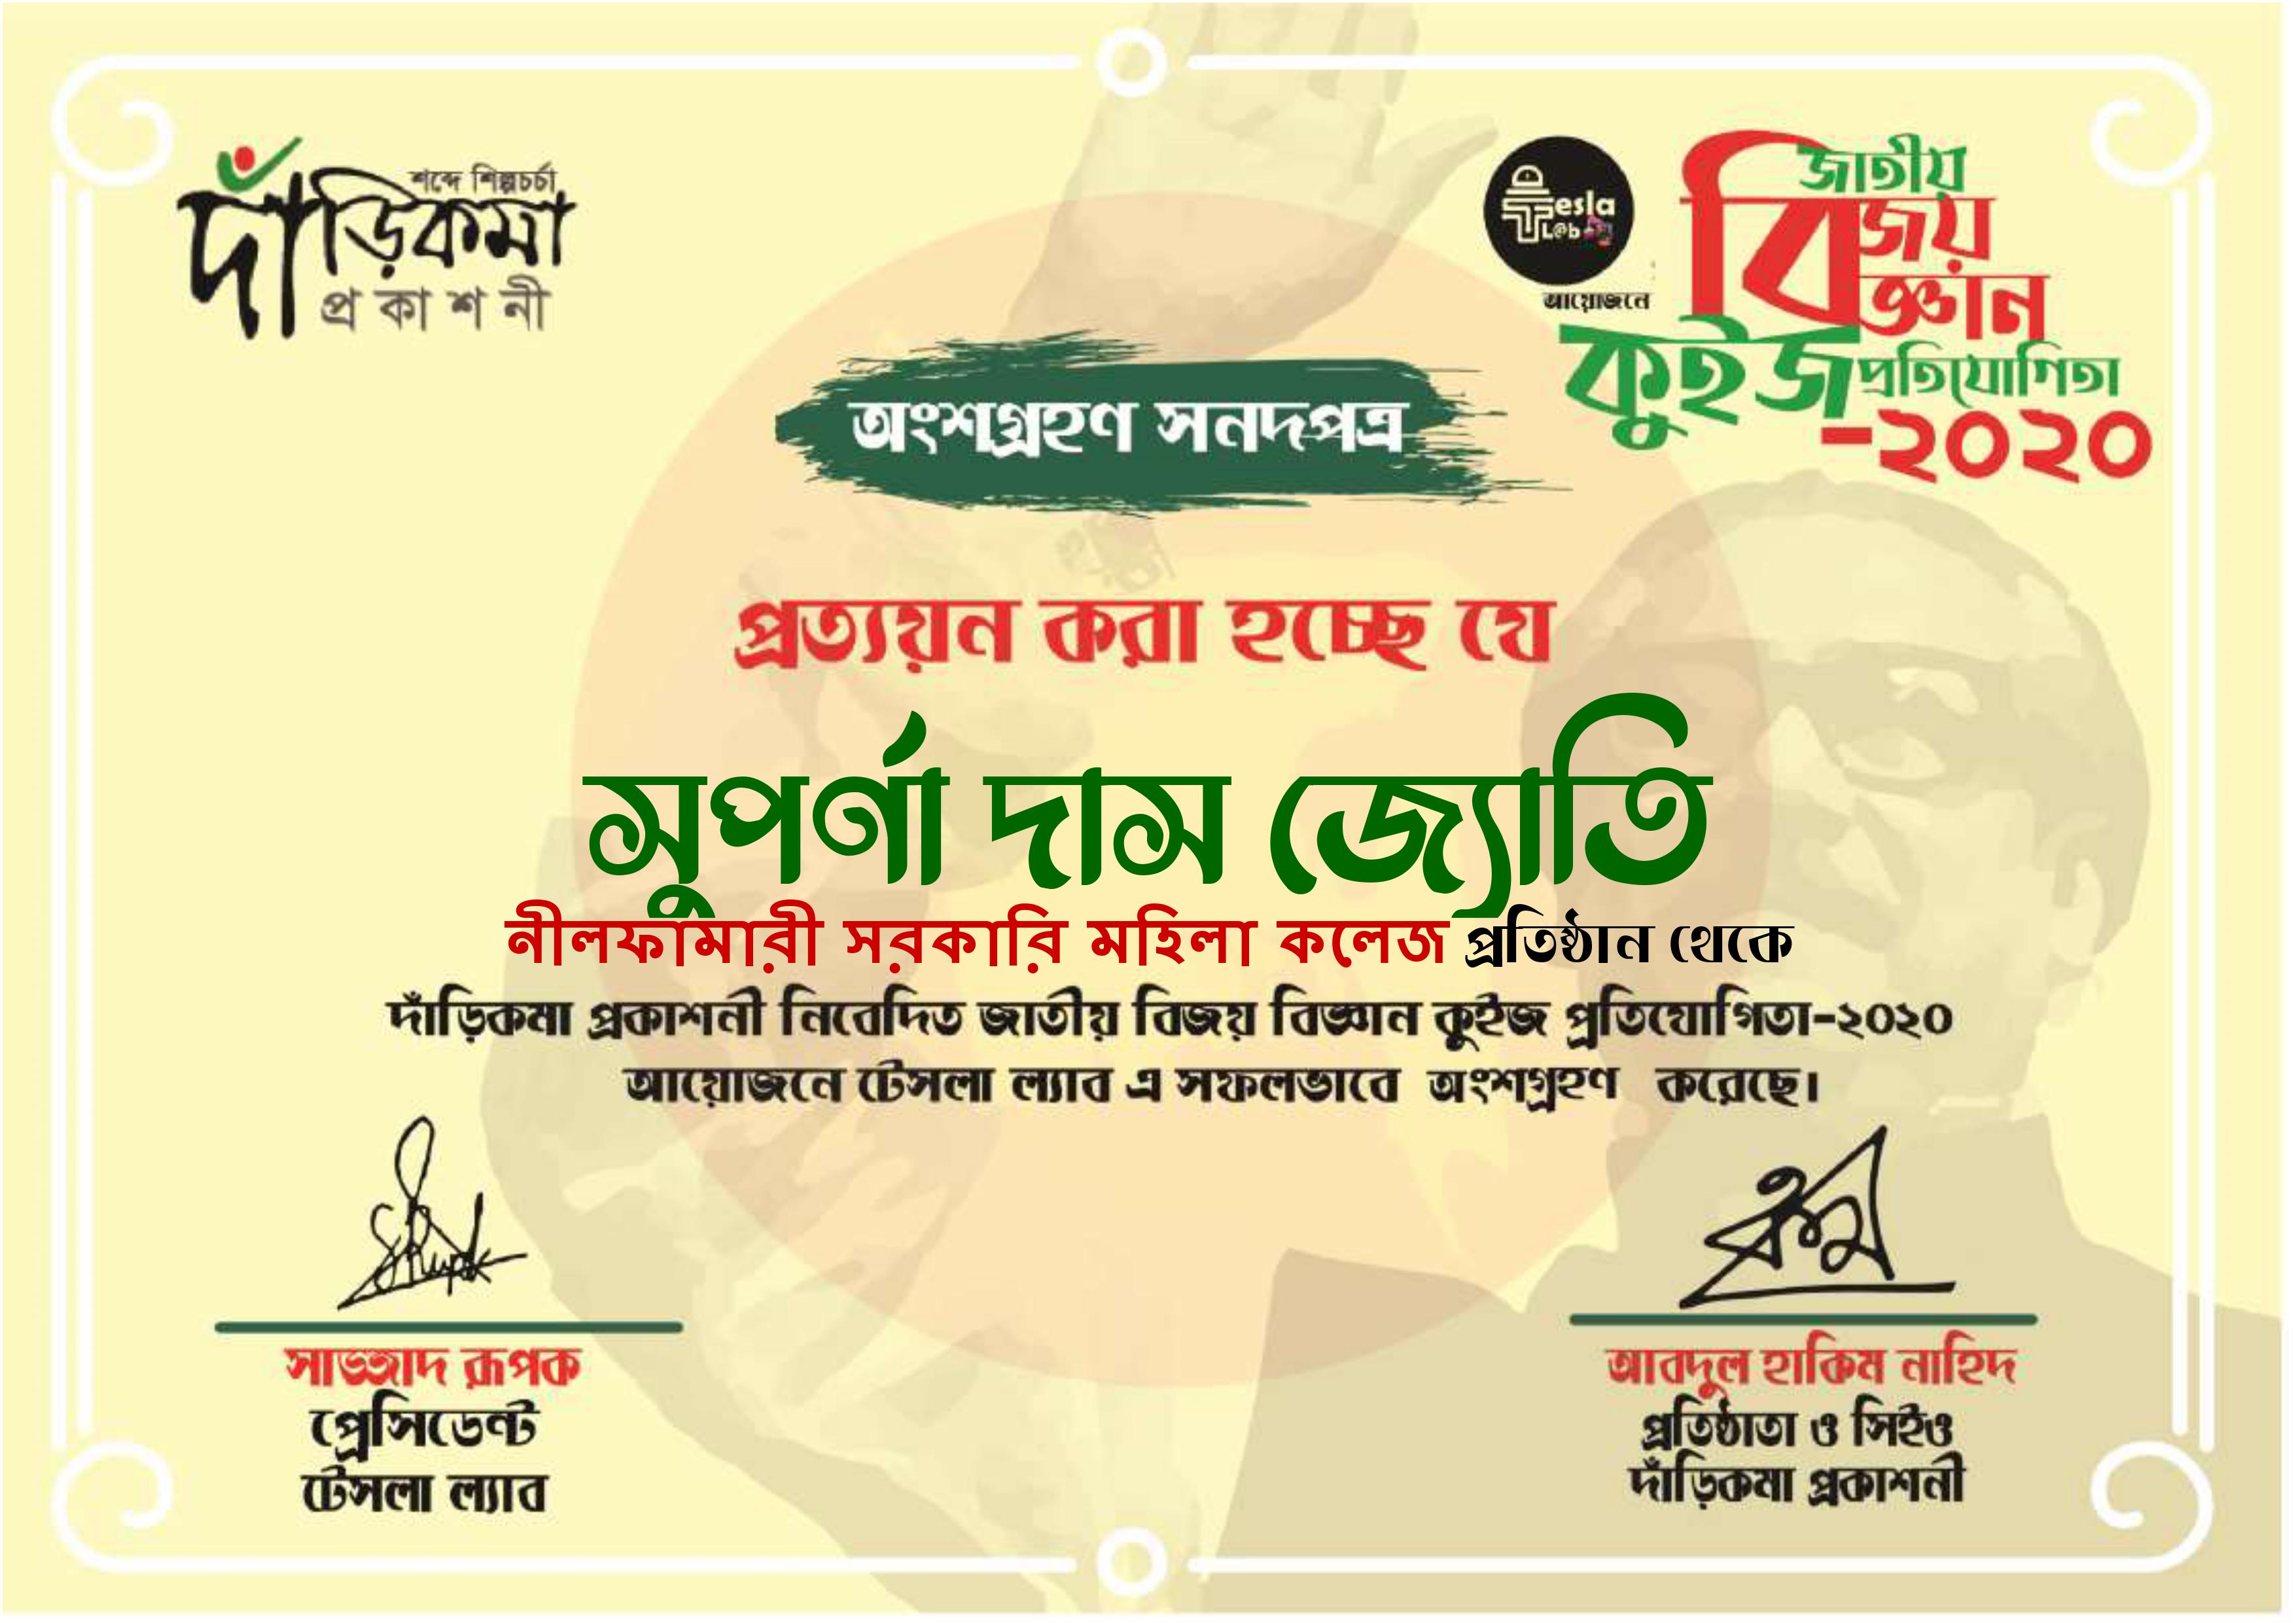 শব্দে শিল্পচর্চা
দাঁড়িকমা
প্রকাশনী
Tesla
L@b
আয়োজনে
জাতীয়
বিজয়
বিজ্ঞান
কুইজ প্রতিযোগিতা
-২০২০
অংশগ্রহণ সনদপত্র
প্রত্যয়ন করা হচ্ছে যে
সুপর্ণা দাস জ্যোতি
নীলফামারী সরকারি মহিলা কলেজ প্রতিষ্ঠান থেকে
দাঁড়িকমা প্রকাশনী নিবেদিত জাতীয় বিজয় বিজ্ঞান কুইজ প্রতিযোগিতা-২০২০
আয়োজনে টেসলা ল্যাব এ সফলভাবে অংশগ্রহণ করেছে।
সাজ্জাদ রূপক
প্রেসিডেন্ট
টেসলা ল্যাব
আবদুল হাকিম নাহিদ
প্রতিষ্ঠাতা ও সিইও
দাঁড়িকমা প্রকাশনী